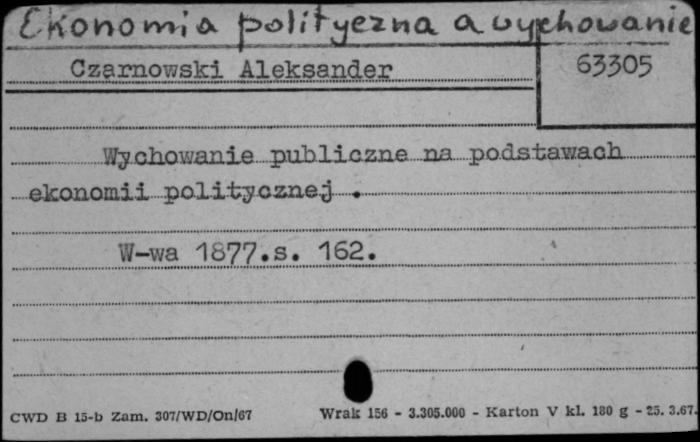 Ekonomia polityczna a wychowanie
Czarnowski Aleksander
63305
Wychowanie publiczne na podstawach
ekonomii politycznej .
W-wa 1877.s. 162.
CWD B 15-b Zam. 307/WD/On/67
Wrak 156 - 3.305.000 - Karton V kl. 180 g - 25. 3.67.